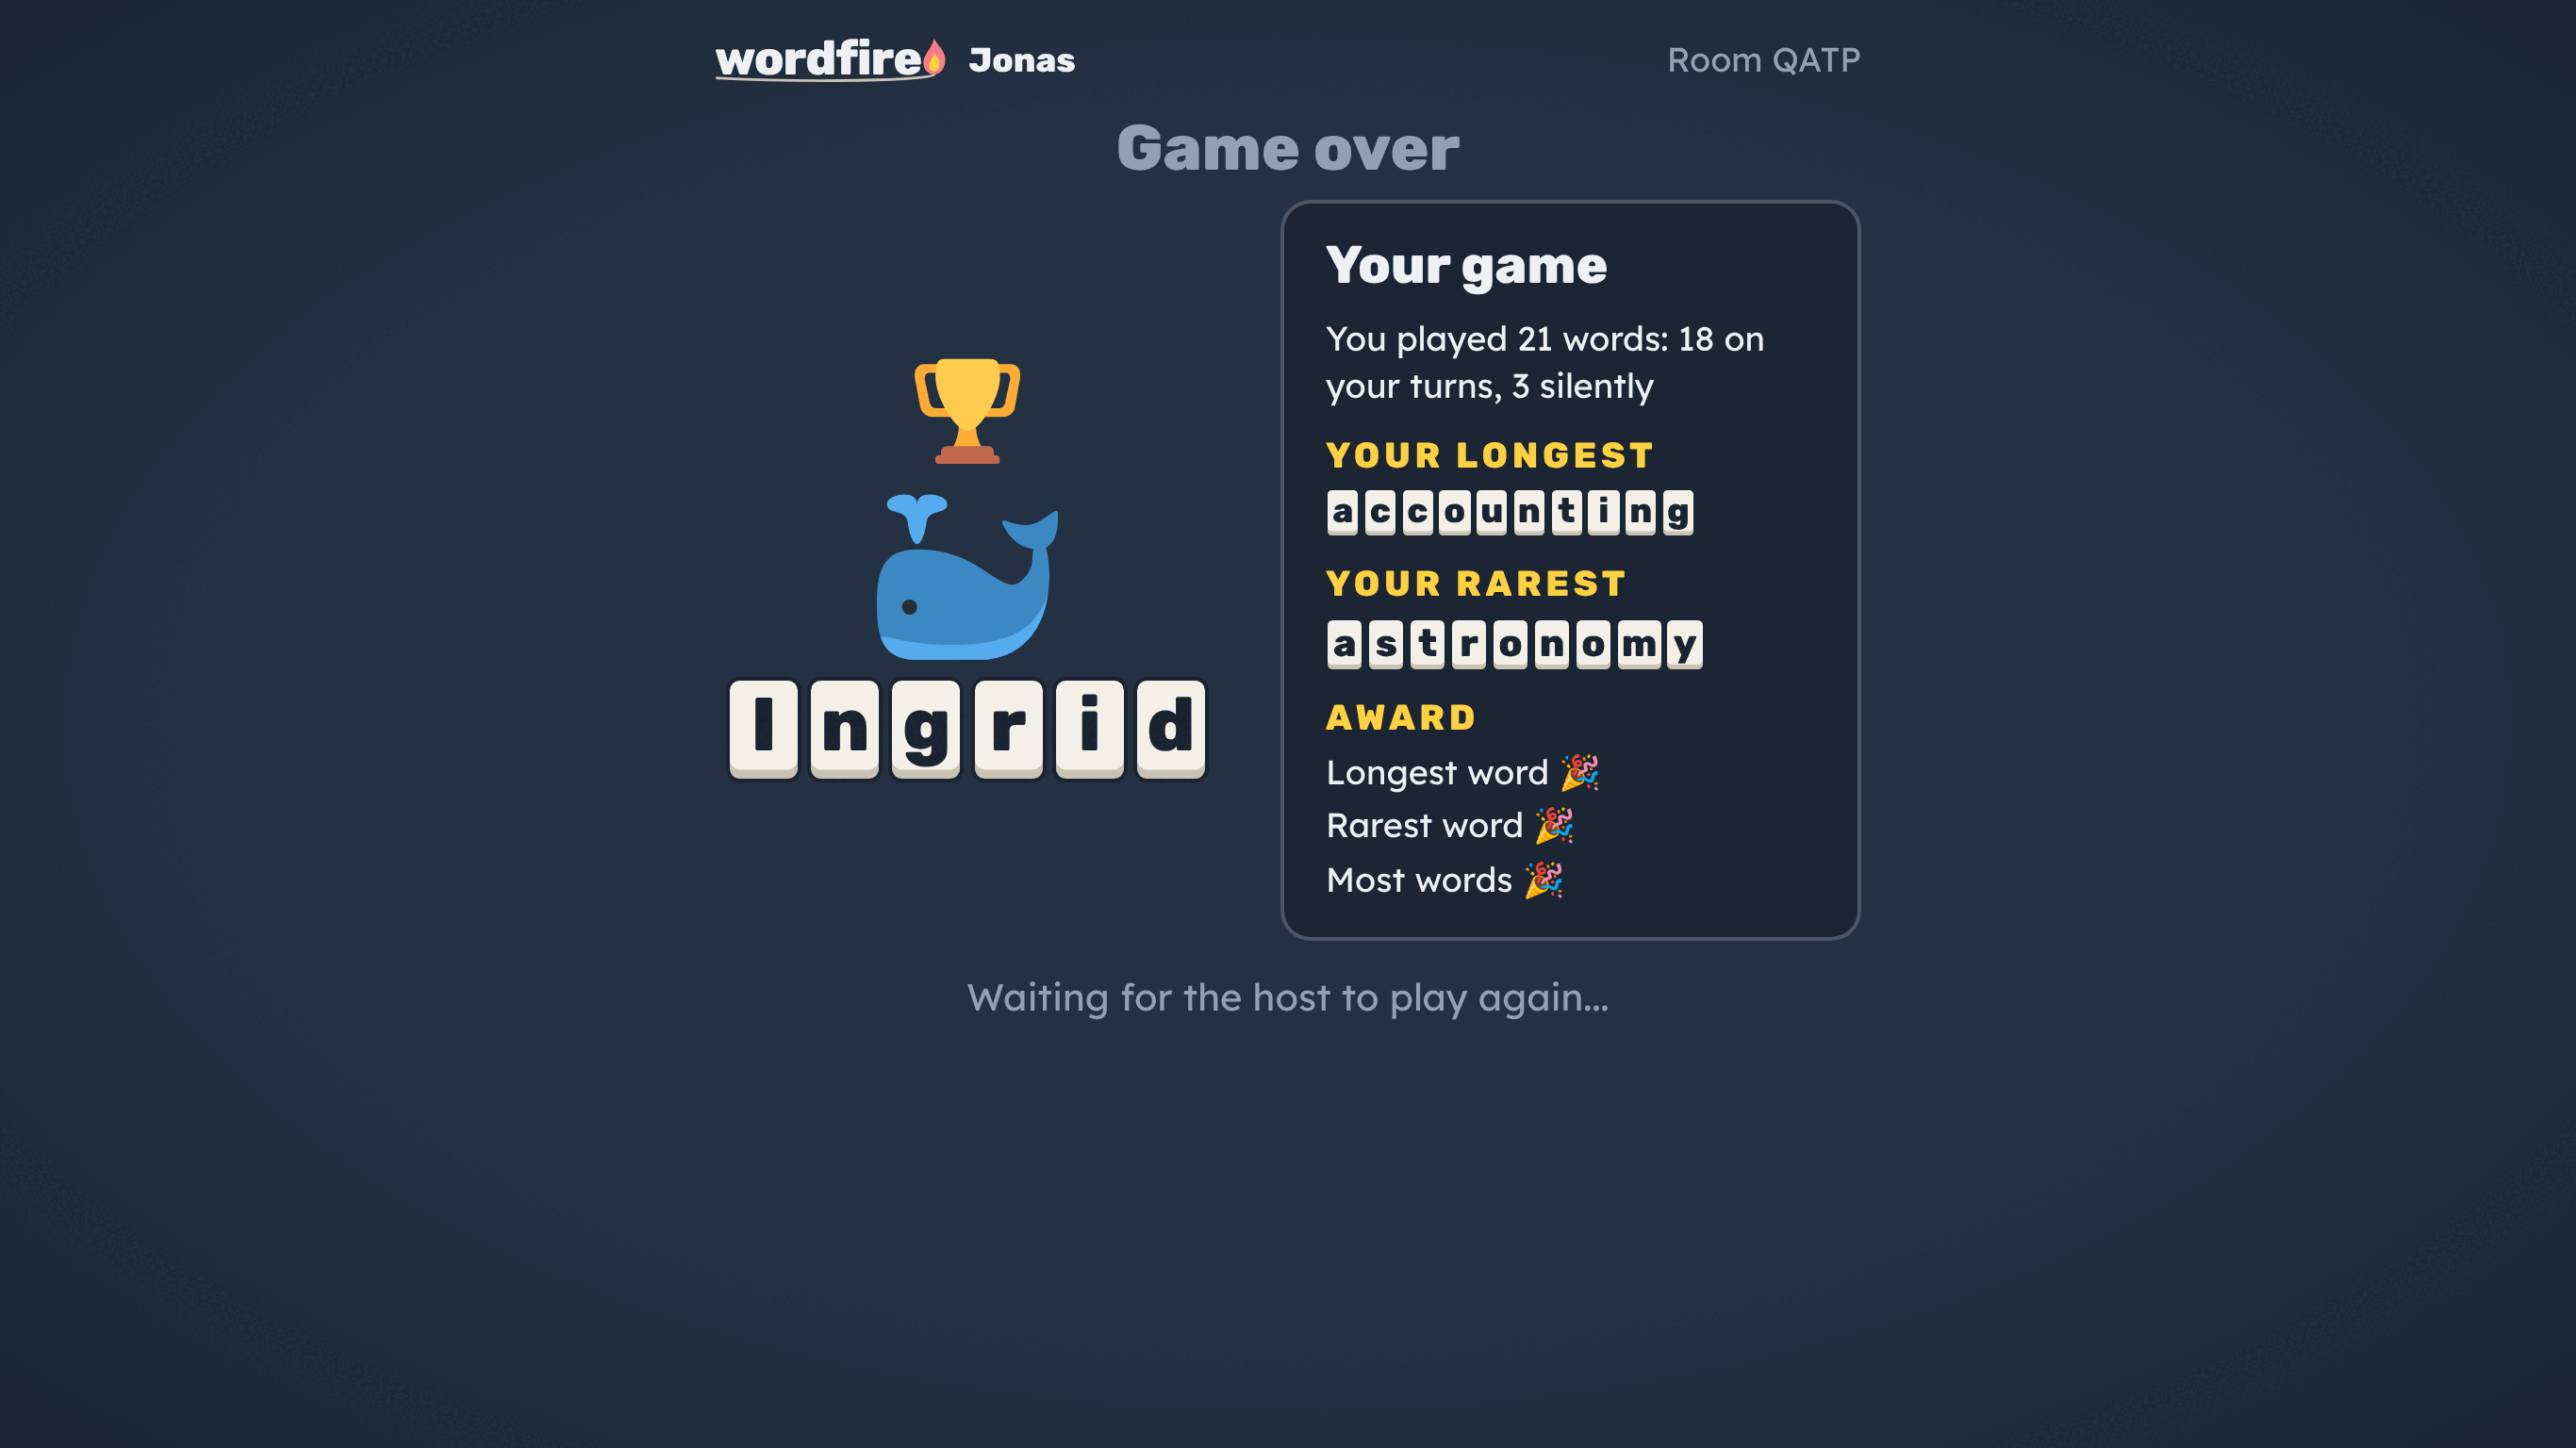 wordfire Jonas
Room QATP
Game over
Ingrid
Your game
You played 21 words: 18 on
your turns, 3 silently
YOUR LONGEST
accounting
YOUR RAREST
astronomy
AWARD
Longest word 🎉
Rarest word 🎉
Most words 🎉
Waiting for the host to play again...